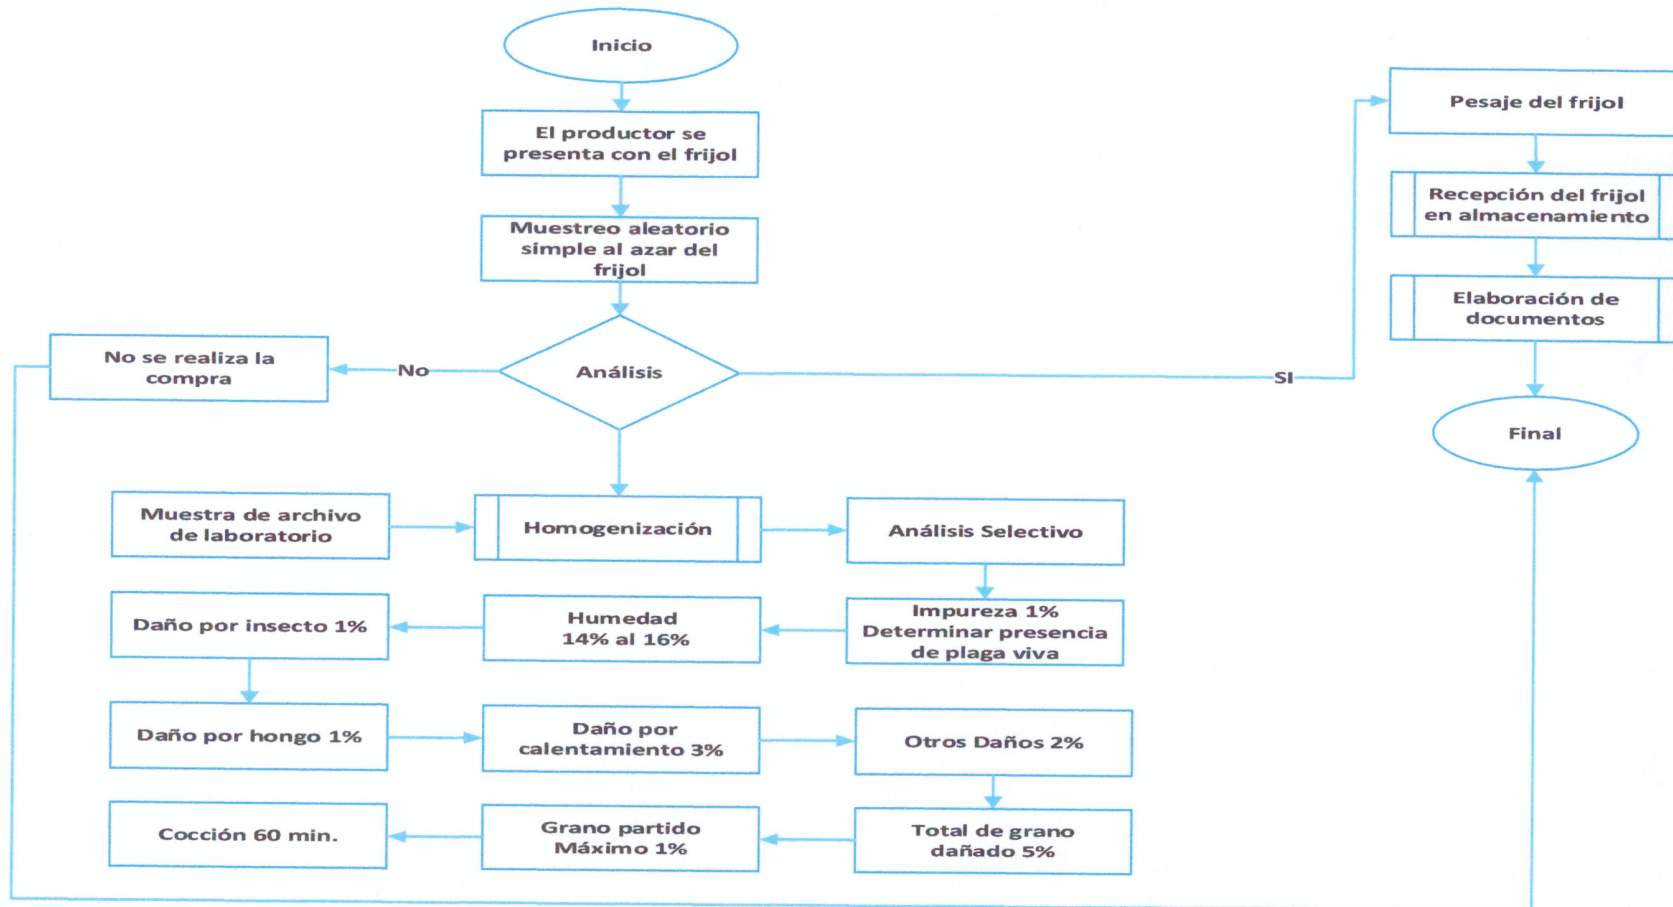 Inicio
El productor se
presenta con el frijol
Muestreo aleatorio
simple al azar del
frijol
Análisis
No
No se realiza la
compra
SI
Pesaje del frijol
Recepción del frijol
en almacenamiento
Elaboración de
documentos
Final
Muestra de archivo
de laboratorio
Homogenización
Análisis Selectivo
Impureza 1%
Determinar presencia
de plaga viva
Humedad
14% al 16%
Daño por insecto 1%
Daño por hongo 1%
Daño por
calentamiento 3%
Otros Daños 2%
Total de grano
dañado 5%
Grano partido
Máximo 1%
Cocción 60 min.